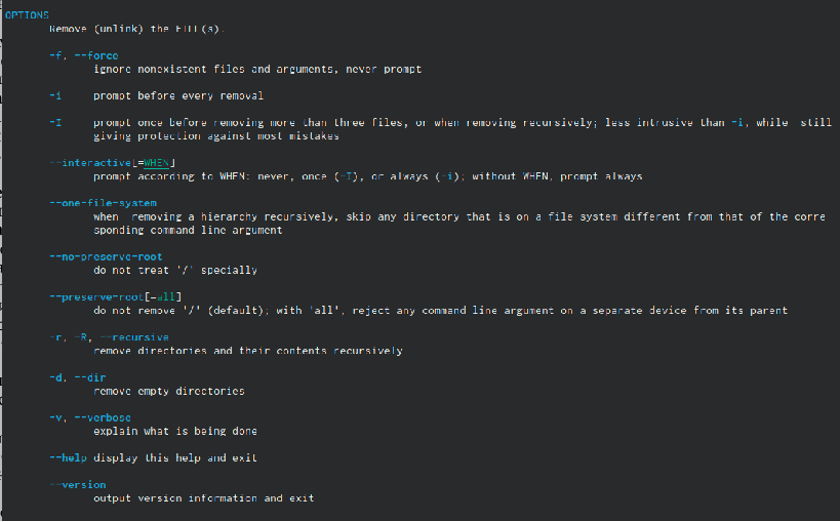 OPTIONS
Remove (unlink) the FILE(s).
-f, --force
ignore nonexistent files and arguments, never prompt
-i prompt before every removal
-I prompt once before removing more than three files, or when removing recursively; less intrusive than -i, while still
giving protection against most mistakes
--interactive[=WHEN]
prompt according to WHEN: never, once (-I), or always (-i); without WHEN, prompt always
--one-file-system
when removing a hierarchy recursively, skip any directory that is on a file system different from that of the corre
sponding command line argument
--no-preserve-root
do not treat '/' specially
--preserve-root[=all]
do not remove '/' (default); with 'all', reject any command line argument on a separate device from its parent
-r, -R, --recursive
remove directories and their contents recursively
-d, --dir
remove empty directories
-v, --verbose
explain what is being done
--help display this help and exit
--version
output version information and exit